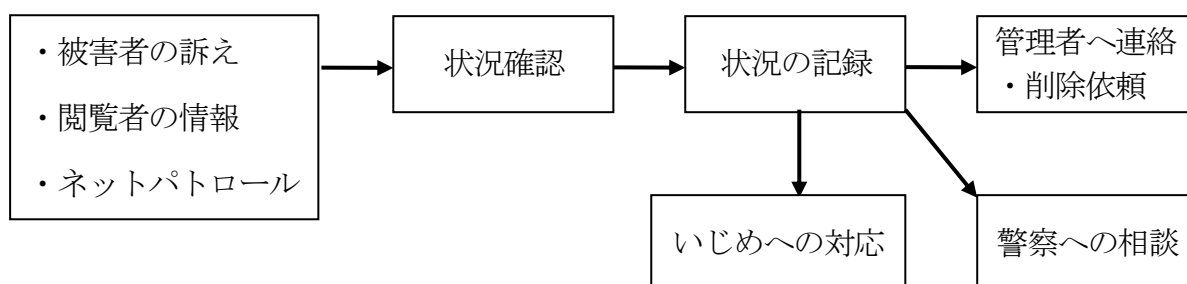 ・被害者の訴え
・閲覧者の情報
・ネットパトロール
状況確認
状況の記録
管理者へ連絡
・削除依頼
いじめへの対応
警察への相談